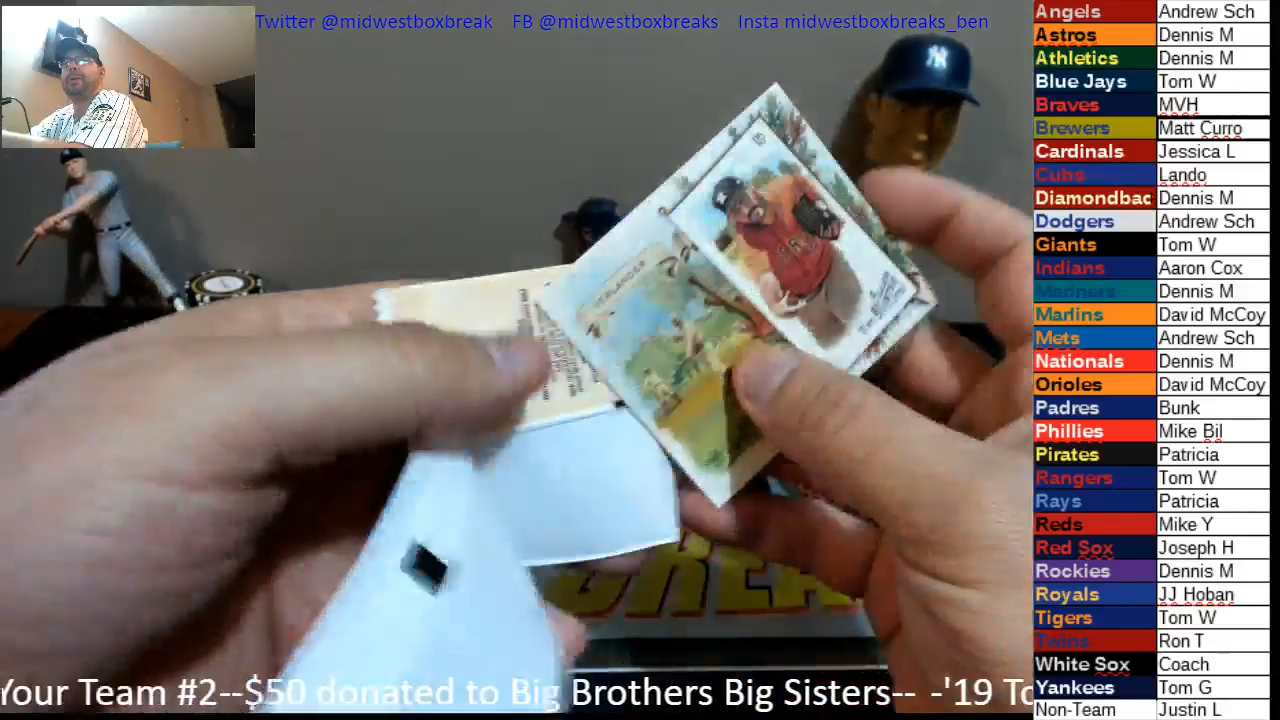 Twitter @midwestboxbreak FB @midwestboxbreaks Insta midwestboxbreaks_ben
Angels Andrew Sch
Astros Dennis M
Athletics Dennis M
Blue Jays Tom W
Braves MVH
Brewers Matt Curro
Cardinals Jessica L
Cubs Lando
Diamondbac Dennis M
Dodgers Andrew Sch
Giants Tom W
Indians Aaron Cox
Mariners Dennis M
Marlins David McCoy
Mets Andrew Sch
Nationals Dennis M
Orioles David McCoy
Padres Bunk
Phillies Mike Bil
Pirates Patricia
Rangers Tom W
Rays Patricia
Reds Mike Y
Red Sox Joseph H
Rockies Dennis M
Royals JJ Hoban
Tigers Tom W
Twins Ron T
White Sox Coach
Yankees Tom G
Non-Team Justin L
VERLANDER
Your Team #2--$50 donated to Big Brothers Big Sisters-- -'19 To